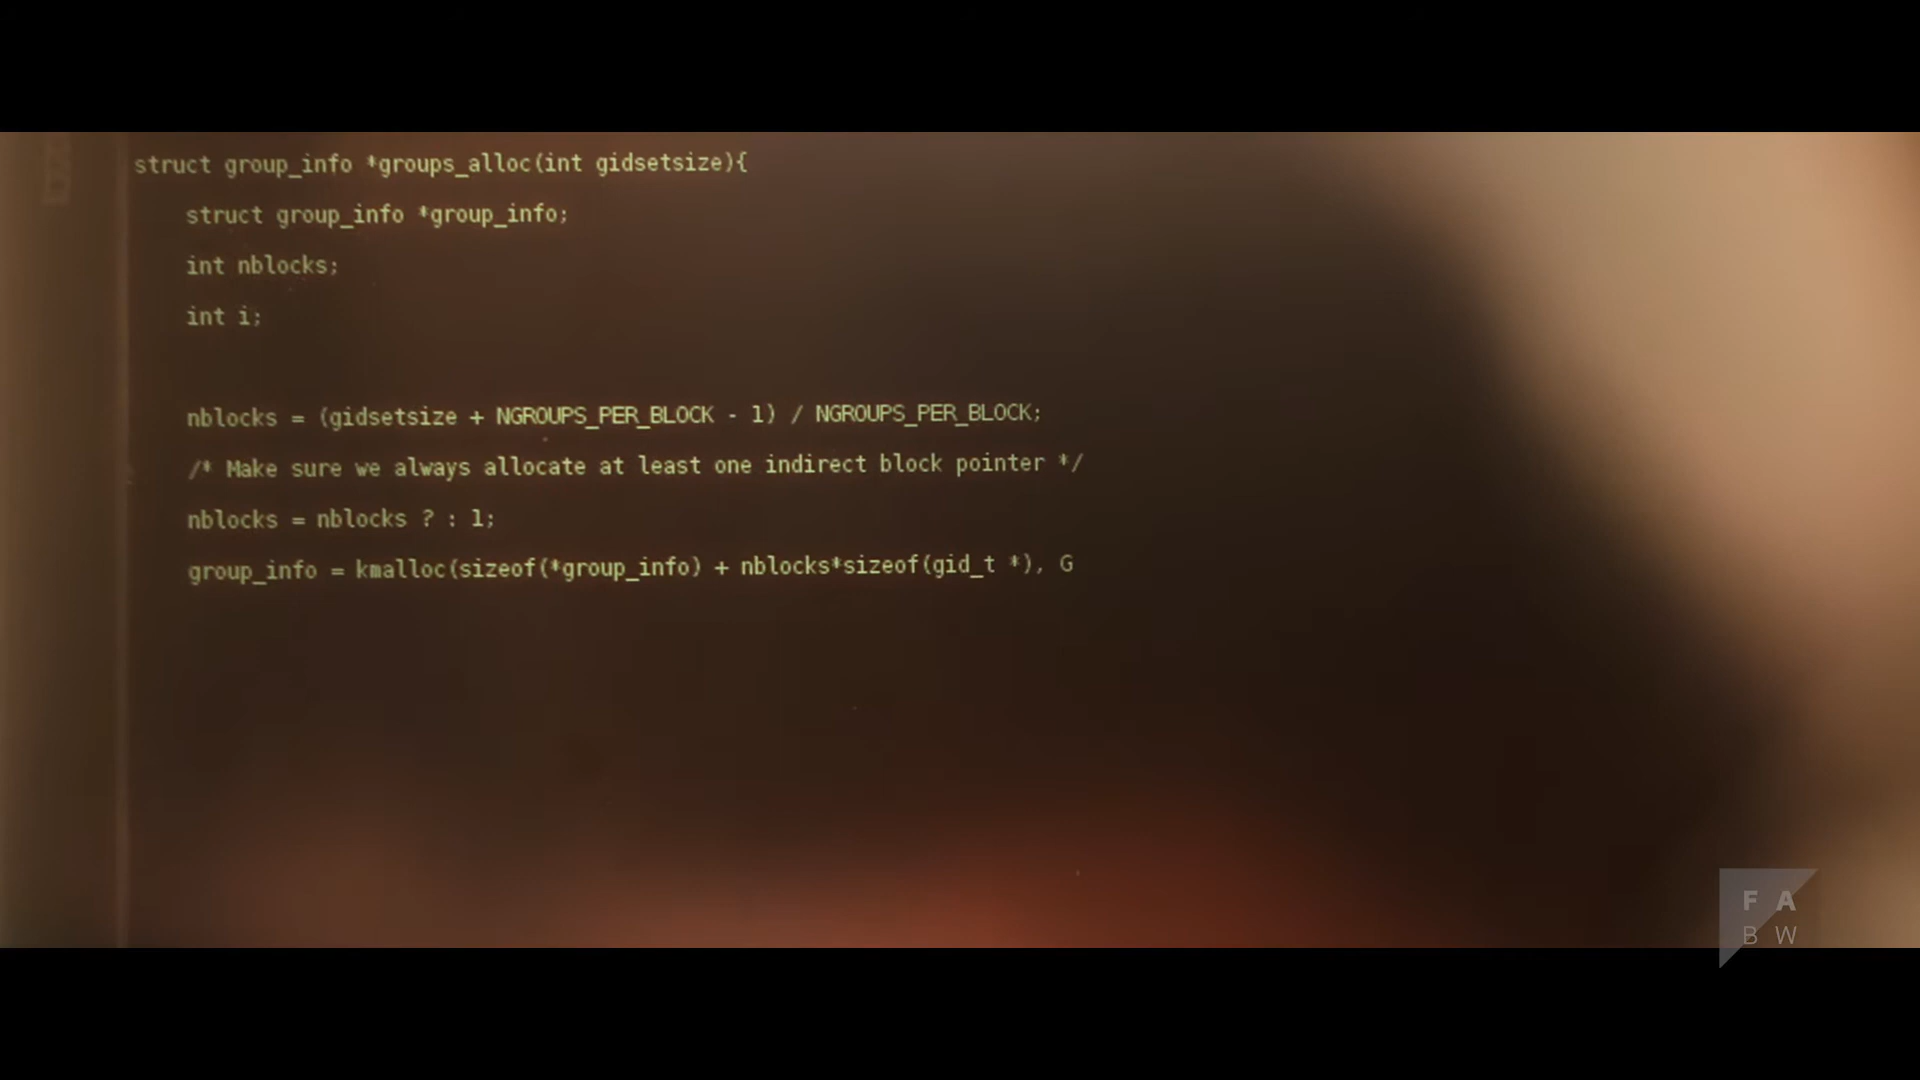 struct group_info *groups_alloc(int gidsetsize){
struct group_info *group_info;
int nblocks;
int i;
nblocks = (gidsetsize + NGROUPS_PER_BLOCK - 1) / NGROUPS_PER_BLOCK;
/* Make sure we always allocate at least one indirect block pointer */
nblocks = nblocks ? : 1;
group_info = kmalloc(sizeof(*group_info) + nblocks*sizeof(gid_t *), G
F A
B W